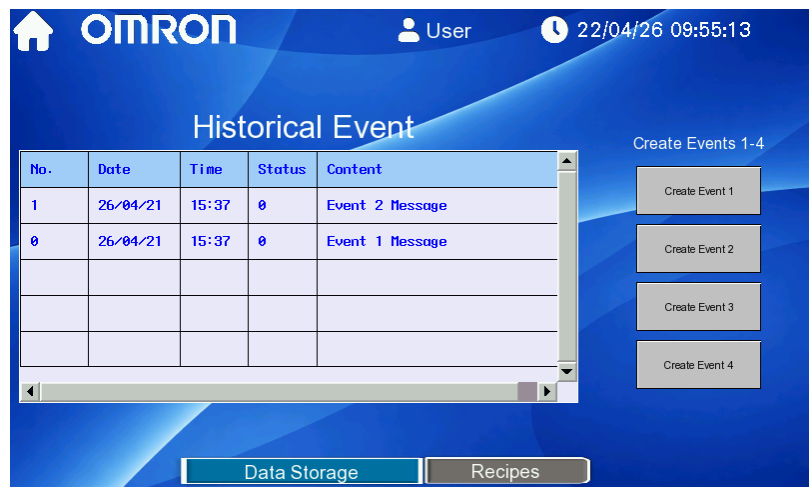 OMRON User 22/04/26 09:55:13
Historical Event
Create Events 1-4
No. Date Time Status Content
1 26/04/21 15:37 0 Event 2 Message
0 26/04/21 15:37 0 Event 1 Message
Create Event 1
Create Event 2
Create Event 3
Create Event 4
Data Storage Recipes